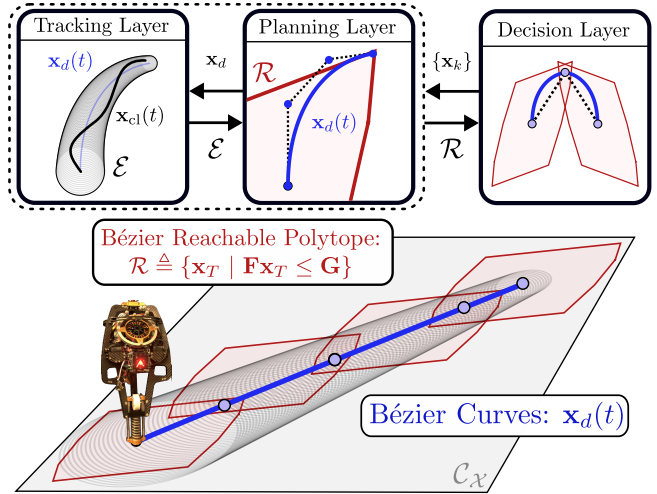 Tracking Layer
Planning Layer
Decision Layer
𝐱_d(t)
𝐱_cl(t)
ℰ
𝐱_d
ℰ
ℛ
𝐱_d(t)
{𝐱_k}
ℛ
Bézier Reachable Polytope:
ℛ ≜ {𝐱_T | 𝐅𝐱_T ≤ 𝐆}
Bézier Curves: 𝐱_d(t)
𝒞_𝒳